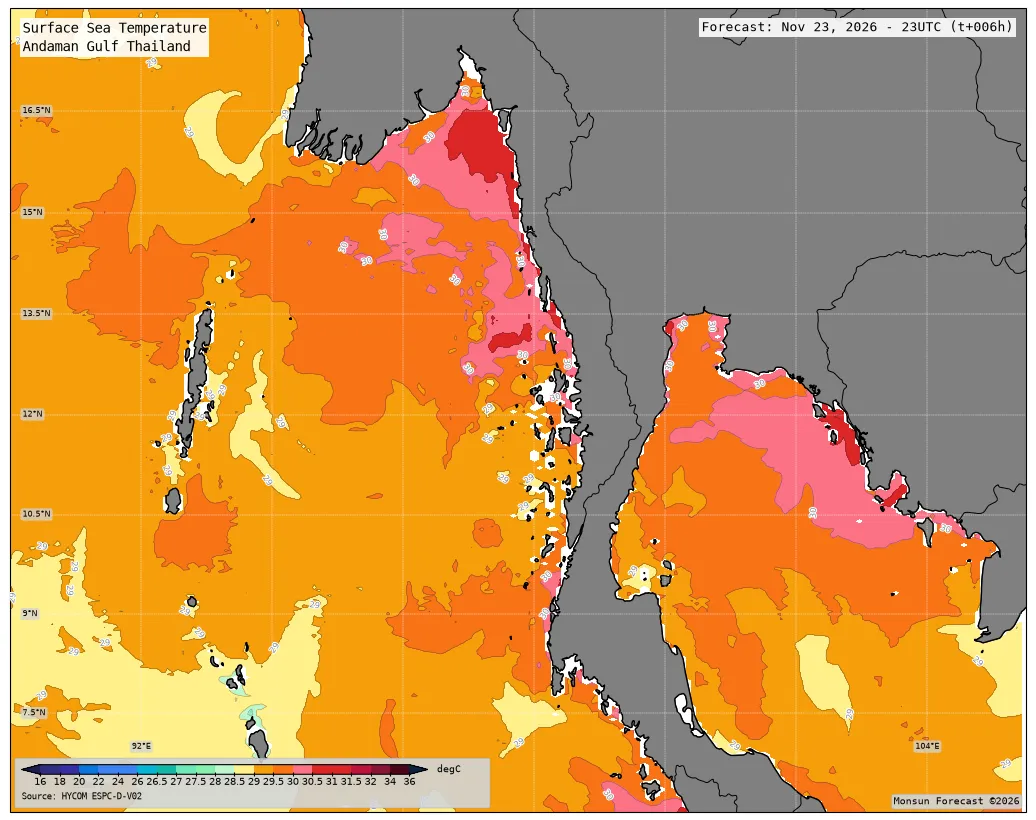 Surface Sea Temperature
Andaman Gulf Thailand
Forecast: Nov 23, 2026 - 23UTC (t+006h)
16.5°N
15°N
13.5°N
12°N
10.5°N
9°N
7.5°N
92°E
104°E
degC
16 18 20 22 24 26 26.5 27 27.5 28 28.5 29 29.5 30 30.5 31 31.5 32 34 36
Source: HYCOM ESPC-D-V02
Monsun Forecast ©2026